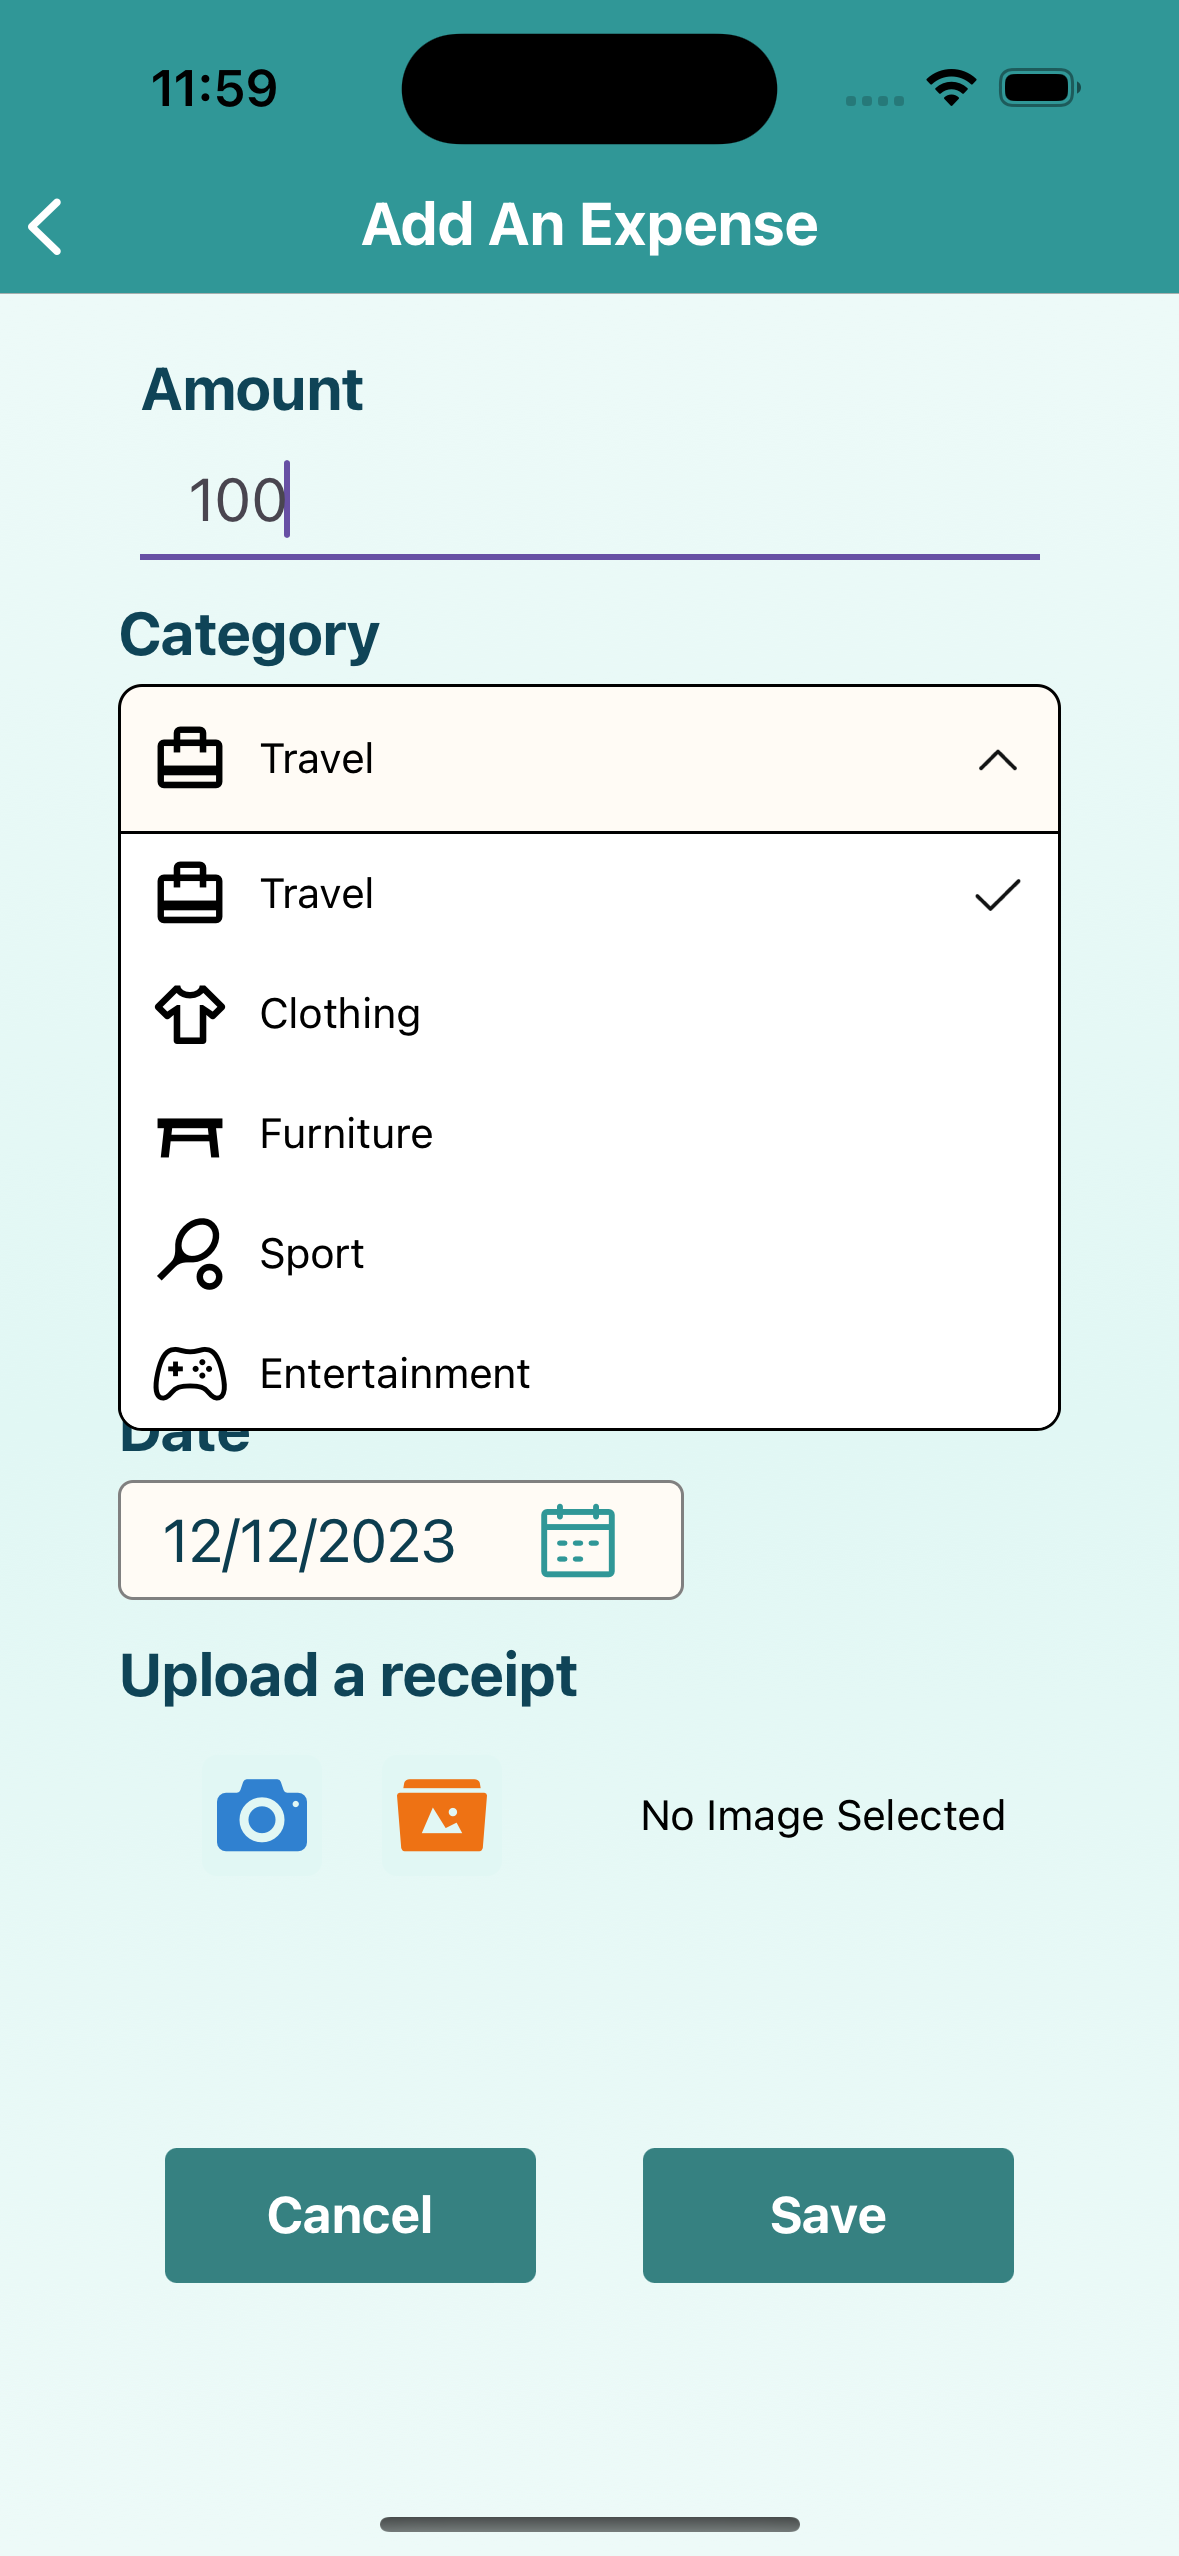 11:59
Add An Expense
Amount
100
Category
Travel
Travel
Clothing
Furniture
Sport
Entertainment
Date
12/12/2023
Upload a receipt
No Image Selected
Cancel
Save